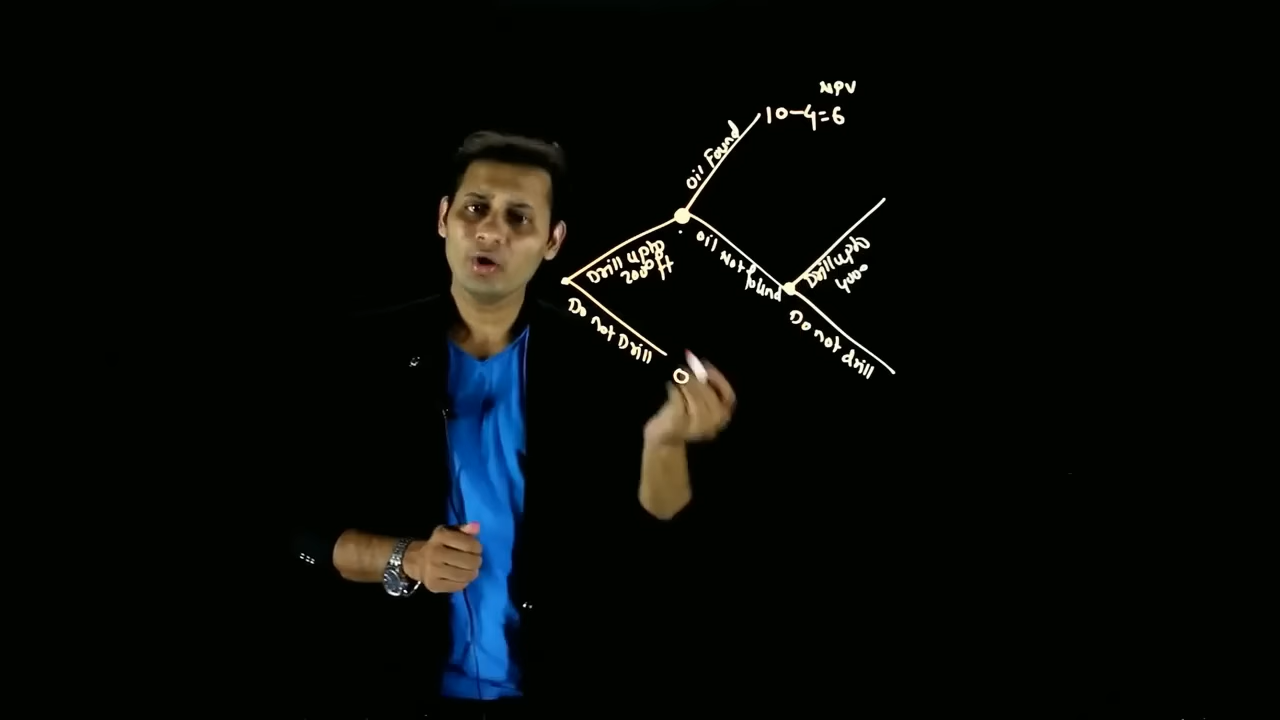 NPV
10-4=6
Oil Found
Drill upto
2000 ft
Oil Not found
Drill upto
4000
Do not Drill
Do not drill
0